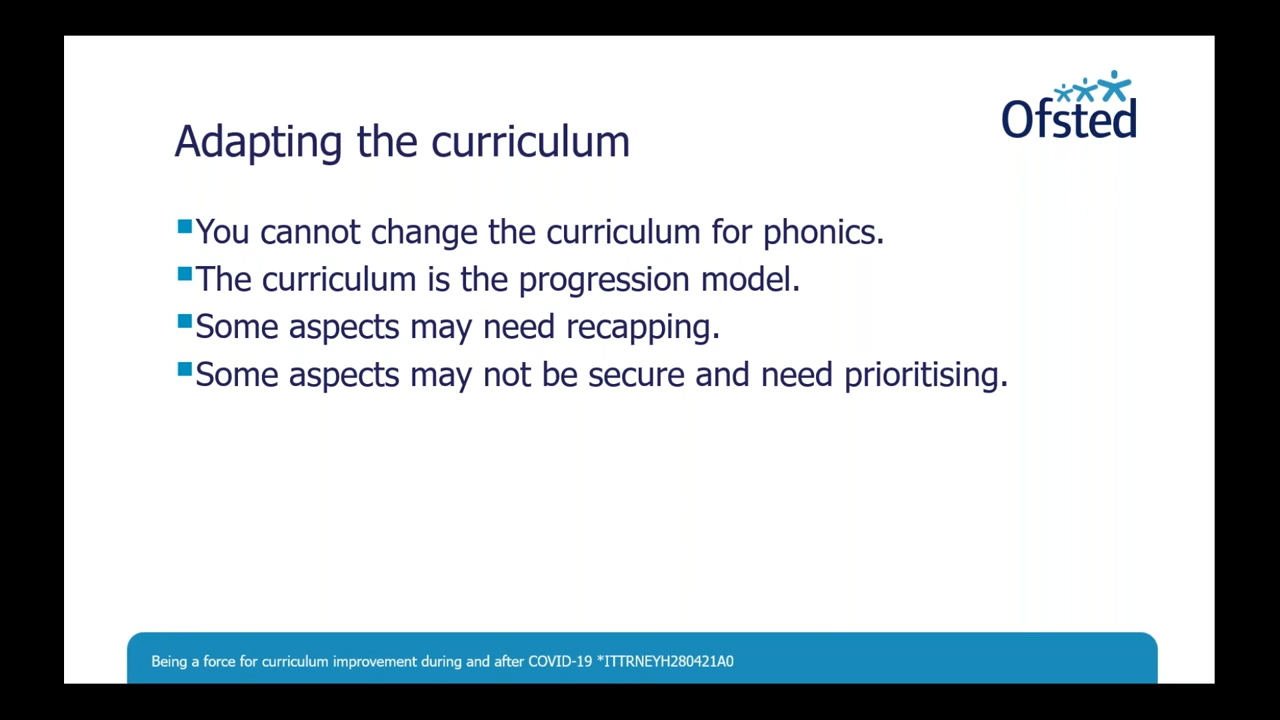 Ofsted
Adapting the curriculum
You cannot change the curriculum for phonics.
The curriculum is the progression model.
Some aspects may need recapping.
Some aspects may not be secure and need prioritising.
Being a force for curriculum improvement during and after COVID-19 *ITTRNEYH280421A0